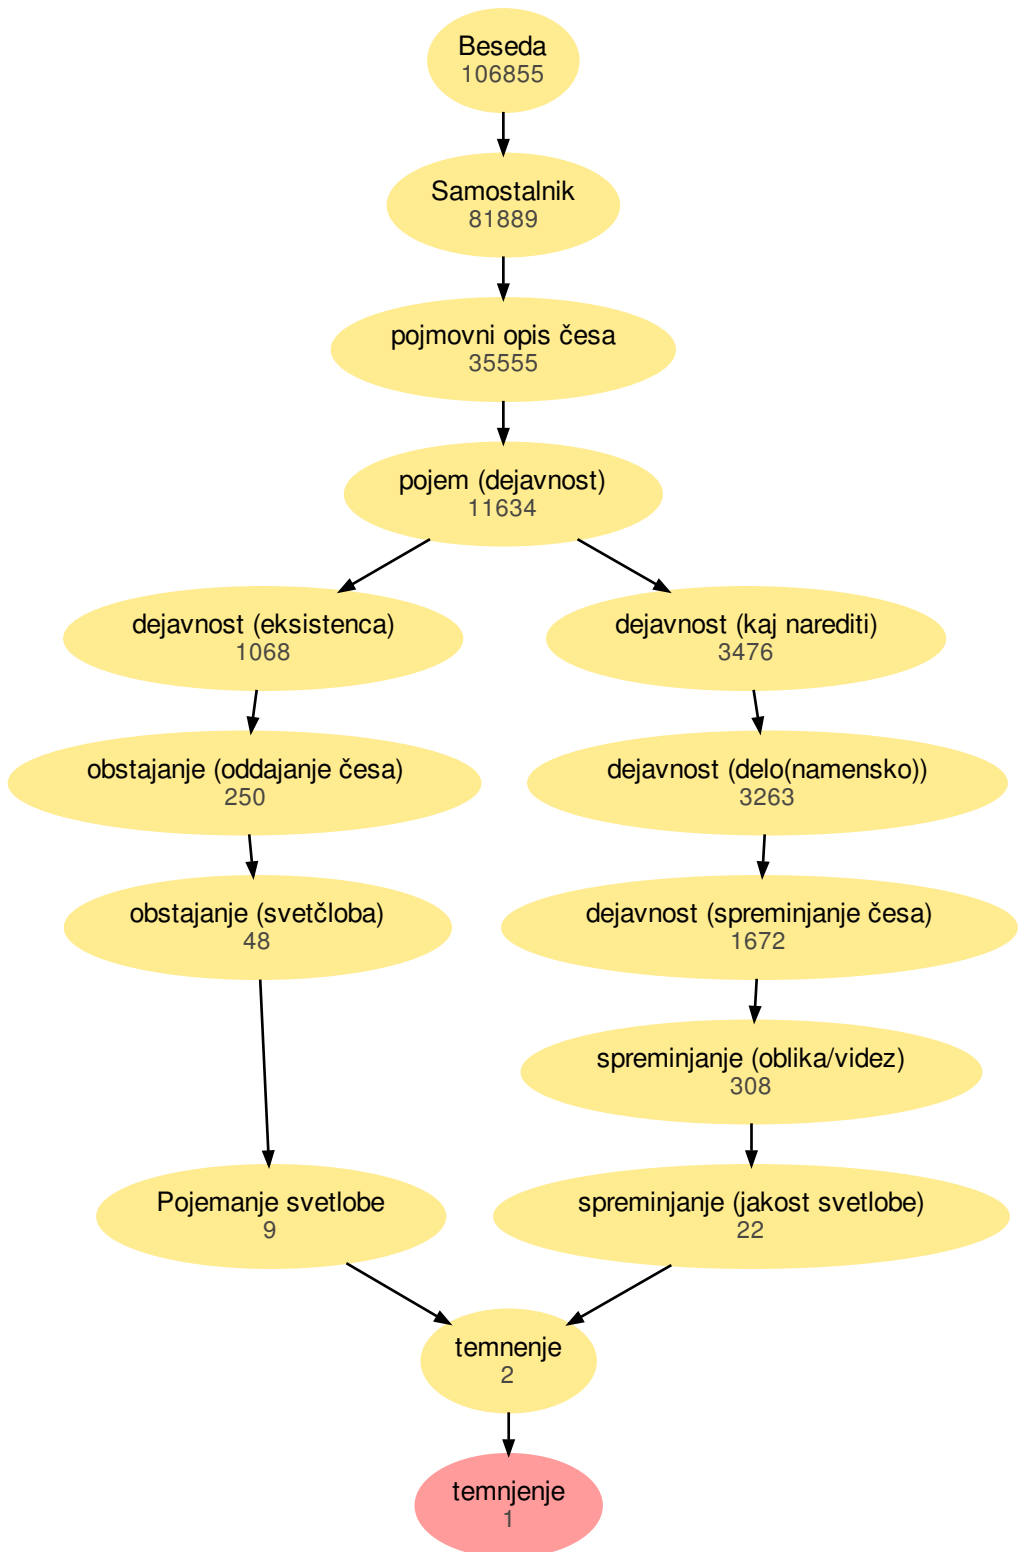 Beseda
106855
Samostalnik
81889
pojmovni opis česa
35555
pojem (dejavnost)
11634
dejavnost (eksistenca)
1068
dejavnost (kaj narediti)
3476
obstajanje (oddajanje česa)
250
dejavnost (delo(namensko))
3263
obstajanje (svetčloba)
48
dejavnost (spreminjanje česa)
1672
spreminjanje (oblika/videz)
308
Pojemanje svetlobe
9
spreminjanje (jakost svetlobe)
22
temnenje
2
temnjenje
1